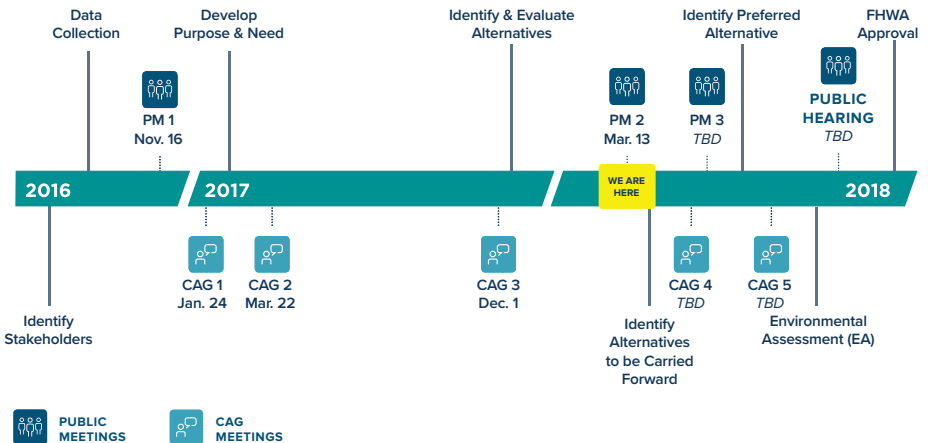 Data
Collection
Develop
Purpose & Need
Identify & Evaluate
Alternatives
Identify Preferred
Alternative
FHWA
Approval
PM 1
Nov. 16
PM 2
Mar. 13
PM 3
TBD
PUBLIC
HEARING
TBD
2016
2017
WE ARE
HERE
2018
CAG 1
Jan. 24
CAG 2
Mar. 22
CAG 3
Dec. 1
CAG 4
TBD
CAG 5
TBD
Identify
Stakeholders
Identify
Alternatives
to be Carried
Forward
Environmental
Assessment (EA)
PUBLIC
MEETINGS
CAG
MEETINGS